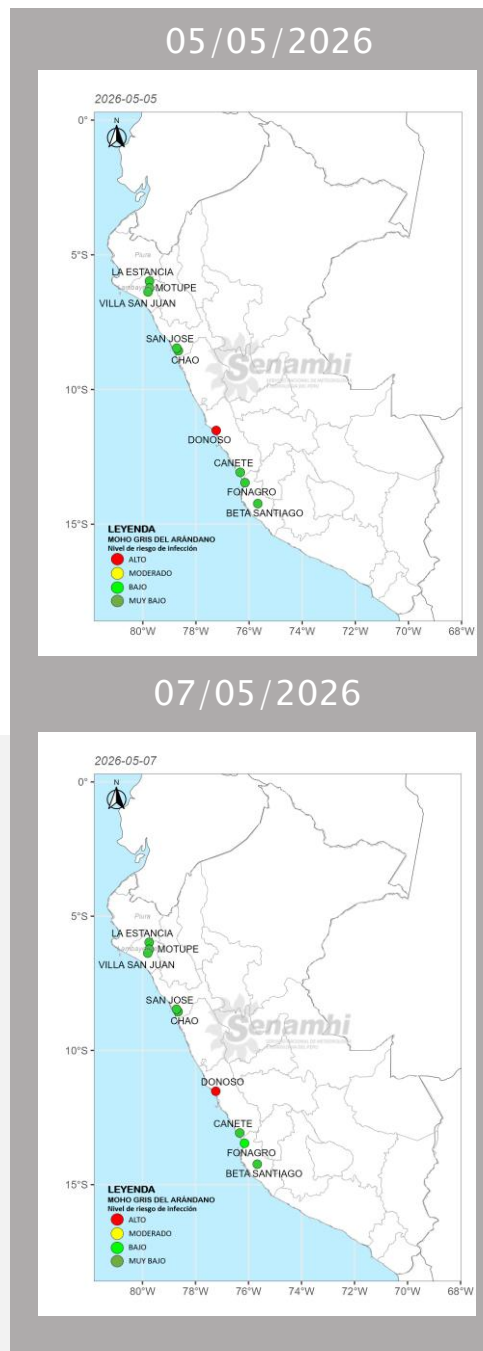 05/05/2026
2026-05-05
N
0°
5°S
10°S
15°S
Piura
LA ESTANCIA
MOTUPE
VILLA SAN JUAN
SAN JOSE
CHAO
Senamhi
DONOSO
CANETE
FONAGRO
BETA SANTIAGO
LEYENDA
MOHO GRIS DEL ARÁNDANO
Nivel de riesgo de infección
ALTO
MODERADO
BAJO
MUY BAJO
80°W 78°W 76°W 74°W 72°W 70°W 68°W
07/05/2026
2026-05-07
N
0°
5°S
10°S
15°S
Piura
LA ESTANCIA
MOTUPE
VILLA SAN JUAN
SAN JOSE
CHAO
Senamhi
DONOSO
CANETE
FONAGRO
BETA SANTIAGO
LEYENDA
MOHO GRIS DEL ARÁNDANO
Nivel de riesgo de infección
ALTO
MODERADO
BAJO
MUY BAJO
80°W 78°W 76°W 74°W 72°W 70°W 68°W